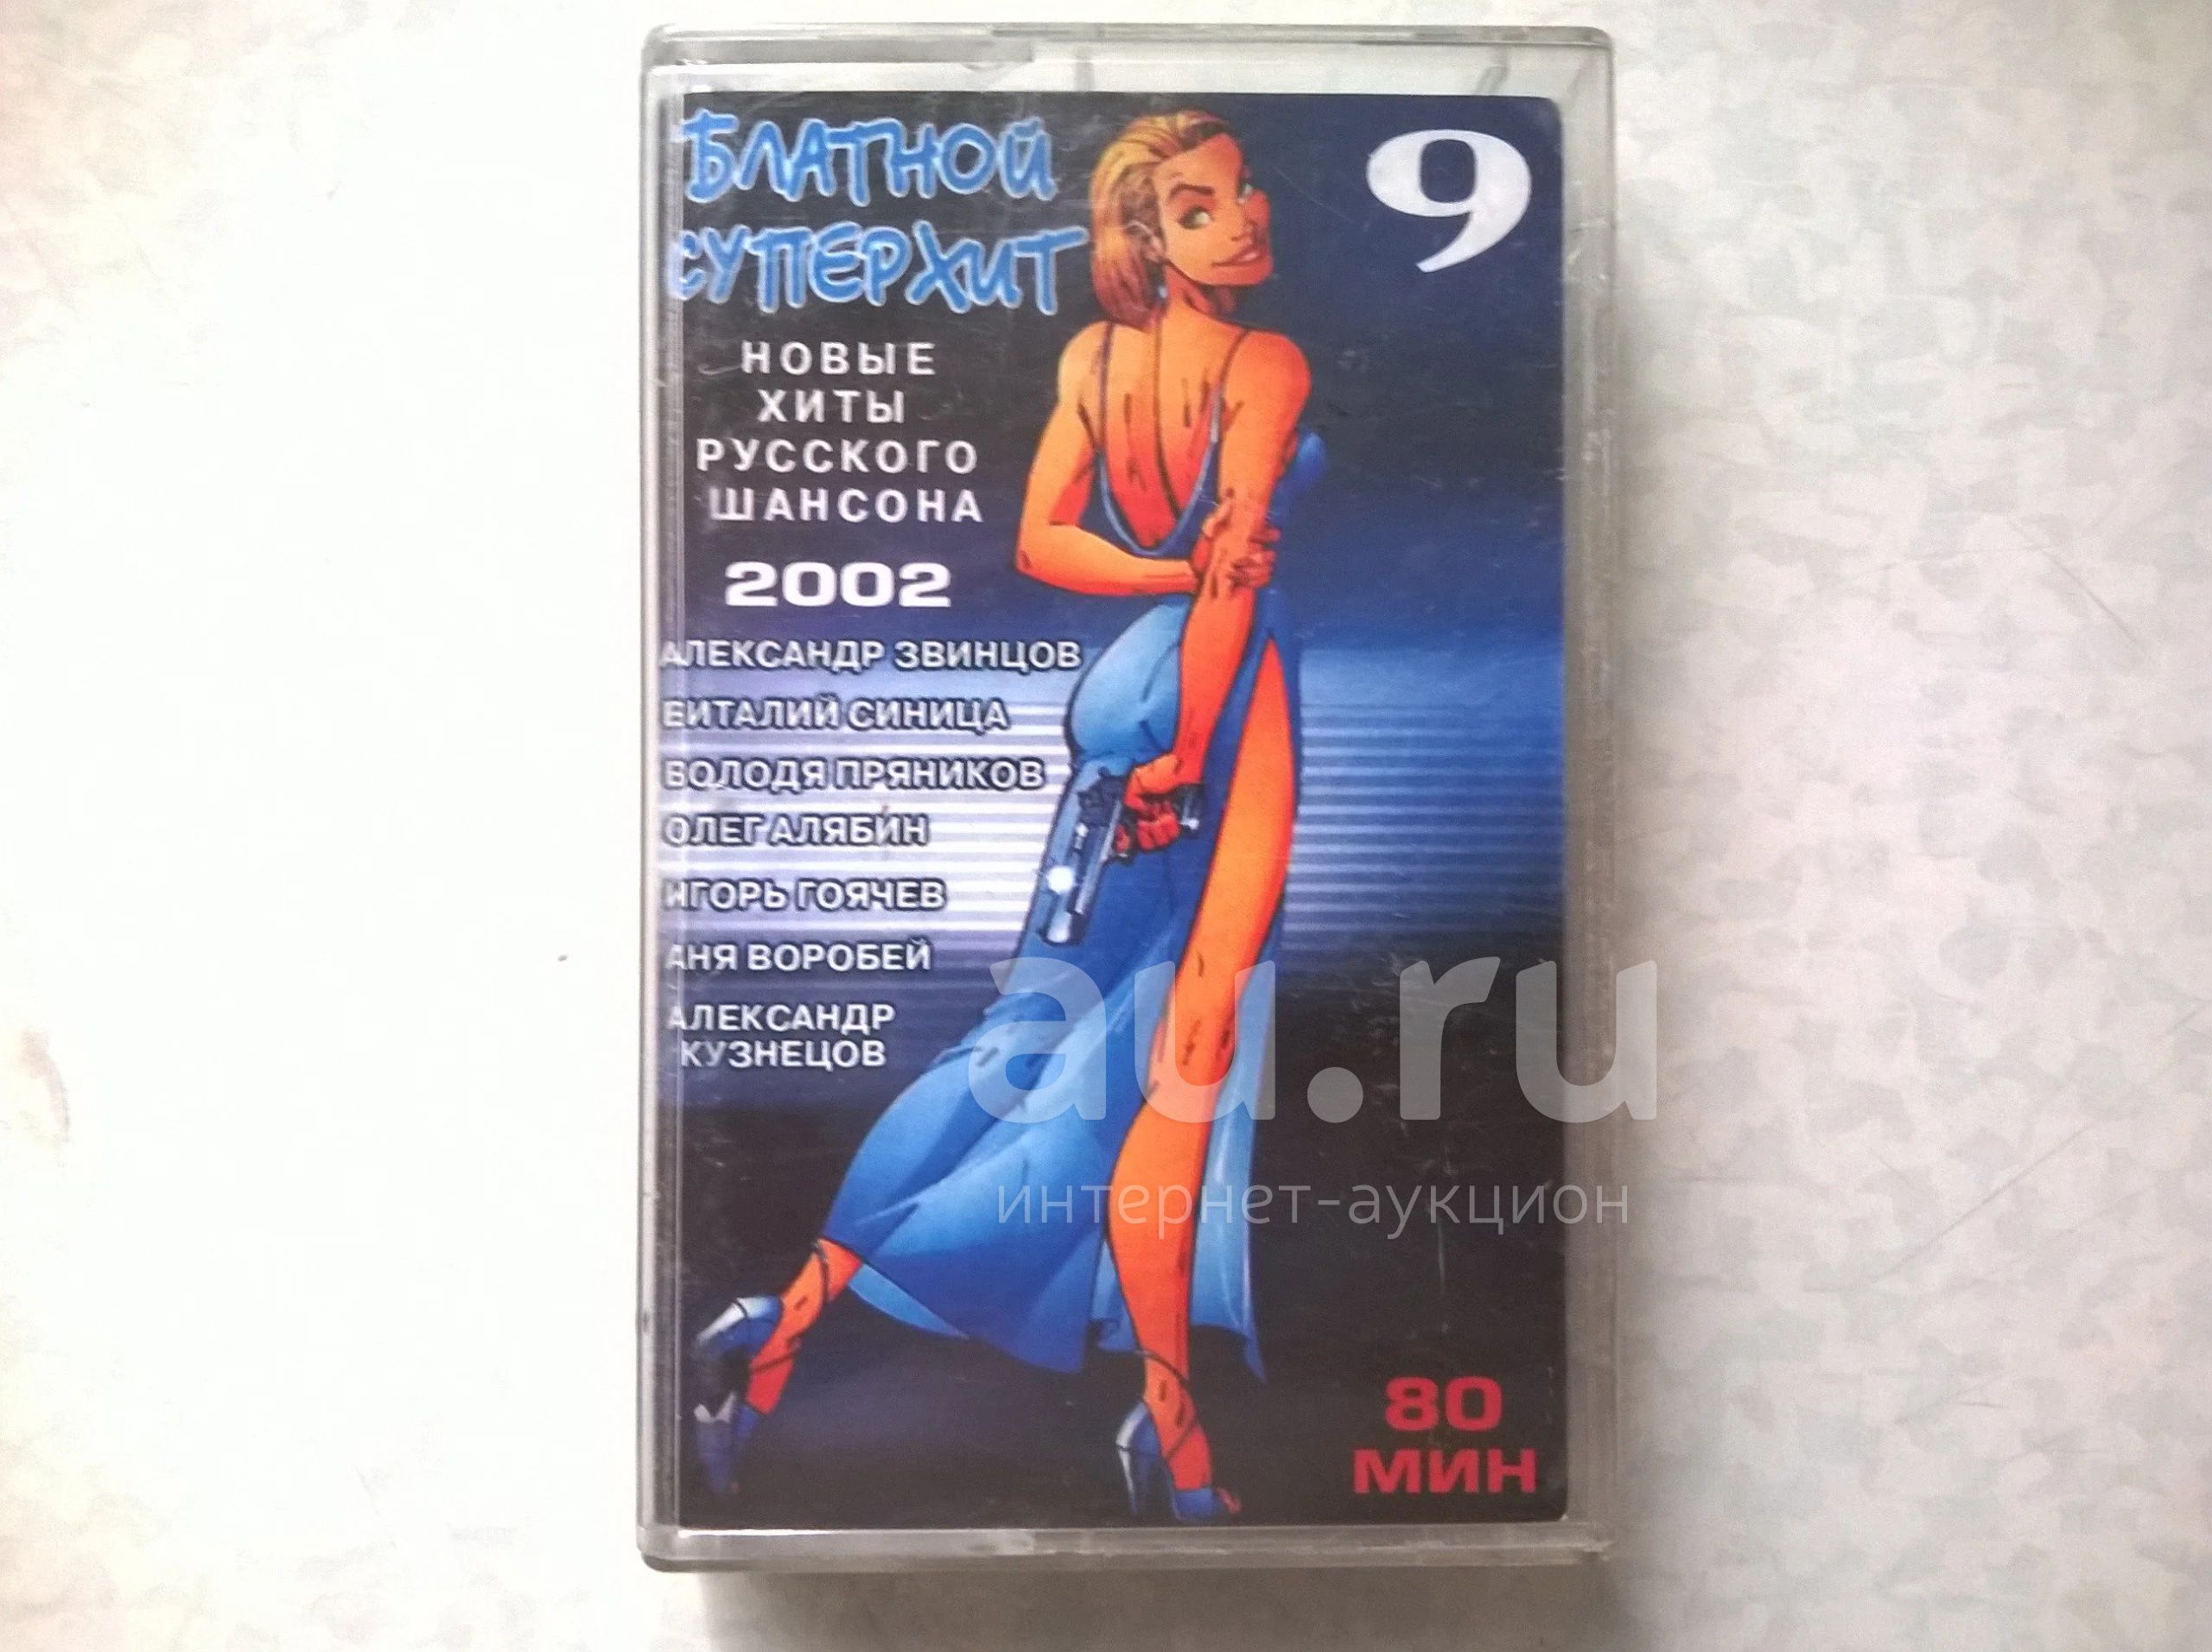 БЛАТНОЙ
СУПЕРХИТ
9
НОВЫЕ
ХИТЫ
РУССКОГО
ШАНСОНА
2002
АЛЕКСАНДР ЗВИНЦОВ
ВИТАЛИЙ СИНИЦА
ВОЛОДЯ ПРЯНИКОВ
ОЛЕГ АЛЯБИН
ИГОРЬ ГОЯЧЕВ
АНЯ ВОРОБЕЙ
АЛЕКСАНДР
КУЗНЕЦОВ
au.ru
интернет-аукцион
80
МИН